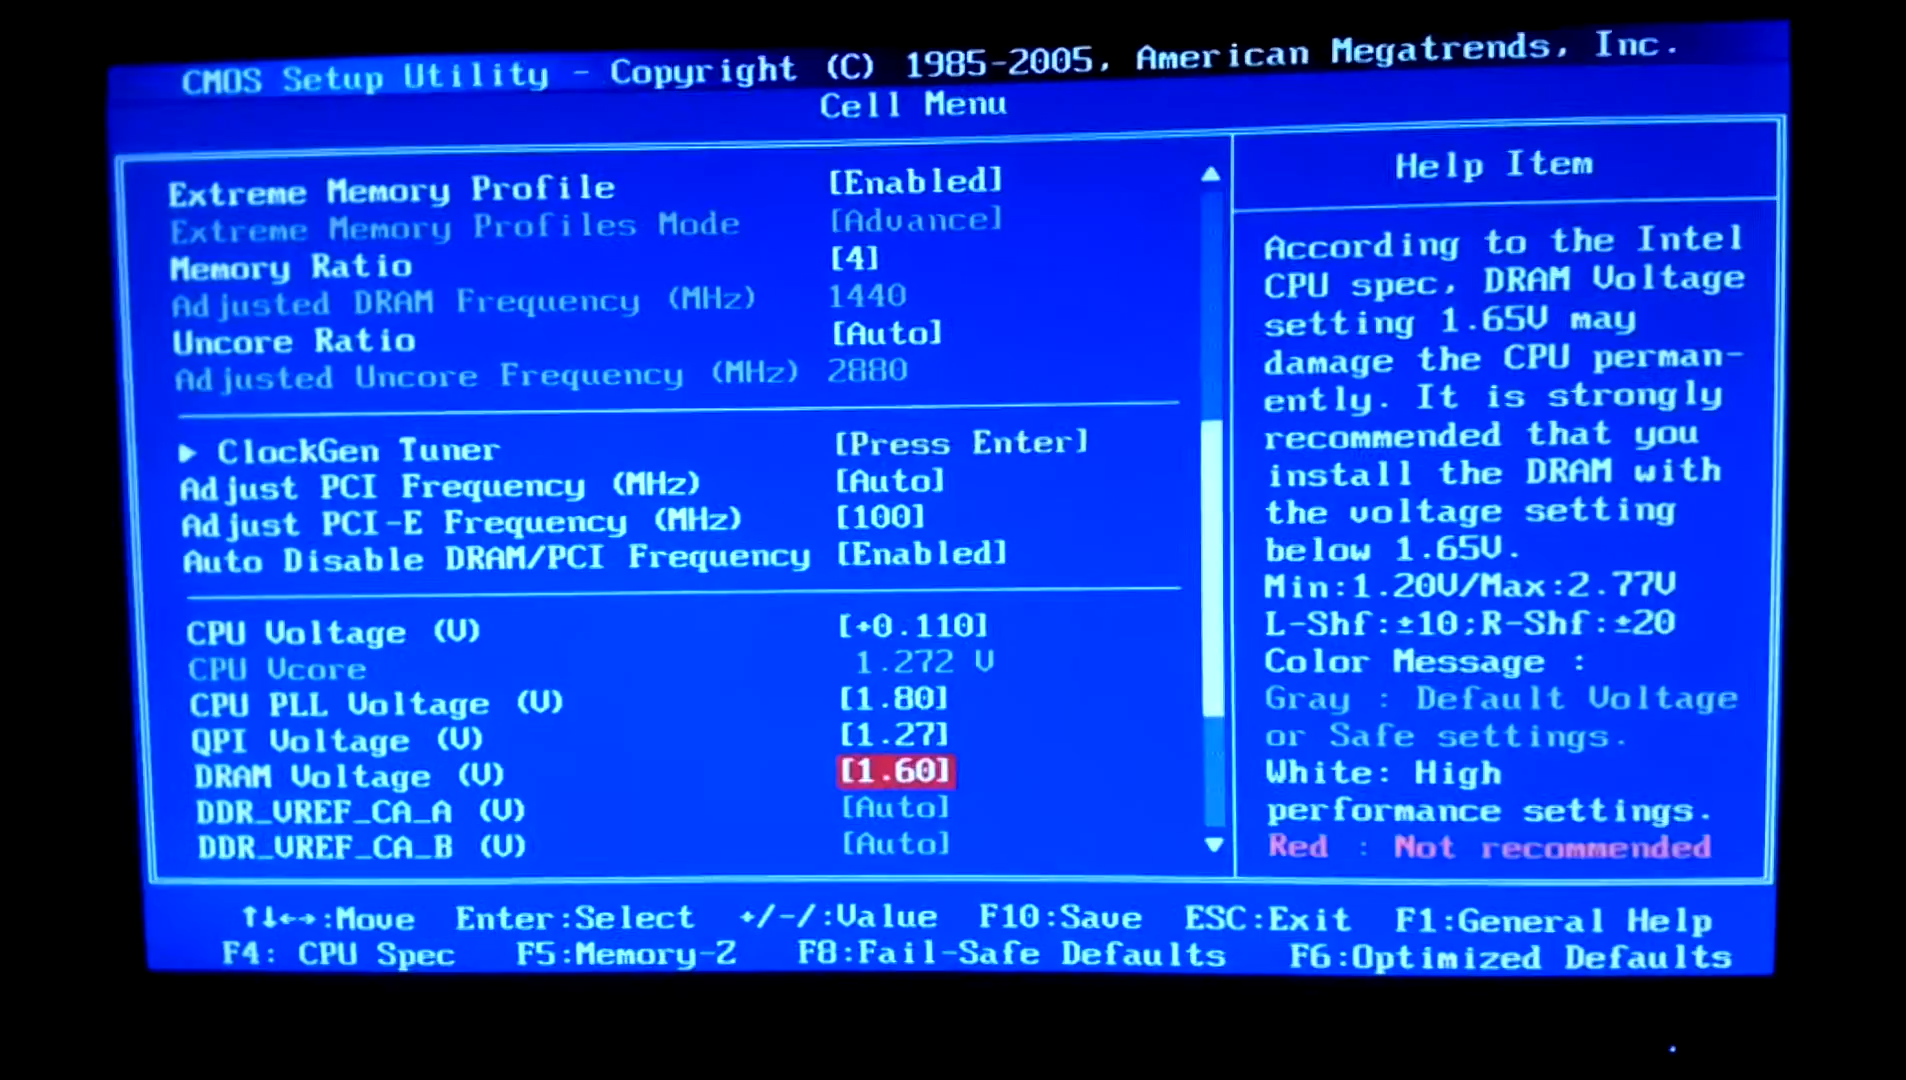 CMOS Setup Utility - Copyright (C) 1985-2005, American Megatrends, Inc.
Cell Menu
Extreme Memory Profile [Enabled]
Extreme Memory Profiles Mode [Advance]
Memory Ratio [4]
Adjusted DRAM Frequency (MHz) 1440
Uncore Ratio [Auto]
Adjusted Uncore Frequency (MHz) 2880
▶ ClockGen Tuner [Press Enter]
Adjust PCI Frequency (MHz) [Auto]
Adjust PCI-E Frequency (MHz) [100]
Auto Disable DRAM/PCI Frequency [Enabled]
CPU Voltage (V) [+0.110]
CPU Vcore 1.272 V
CPU PLL Voltage (V) [1.80]
QPI Voltage (V) [1.27]
DRAM Voltage (V) [1.60]
DDR_VREF_CA_A (V) [Auto]
DDR_VREF_CA_B (V) [Auto]
Help Item
According to the Intel
CPU spec, DRAM Voltage
setting 1.65V may
damage the CPU perman-
ently. It is strongly
recommended that you
install the DRAM with
the voltage setting
below 1.65V.
Min:1.20V/Max:2.77V
L-Shf:±10;R-Shf:±20
Color Message :
Gray : Default Voltage
or Safe settings.
White: High
performance settings.
Red : Not recommended
↑↓←→:Move Enter:Select +/-/:Value F10:Save ESC:Exit F1:General Help
F4: CPU Spec F5:Memory-Z F8:Fail-Safe Defaults F6:Optimized Defaults